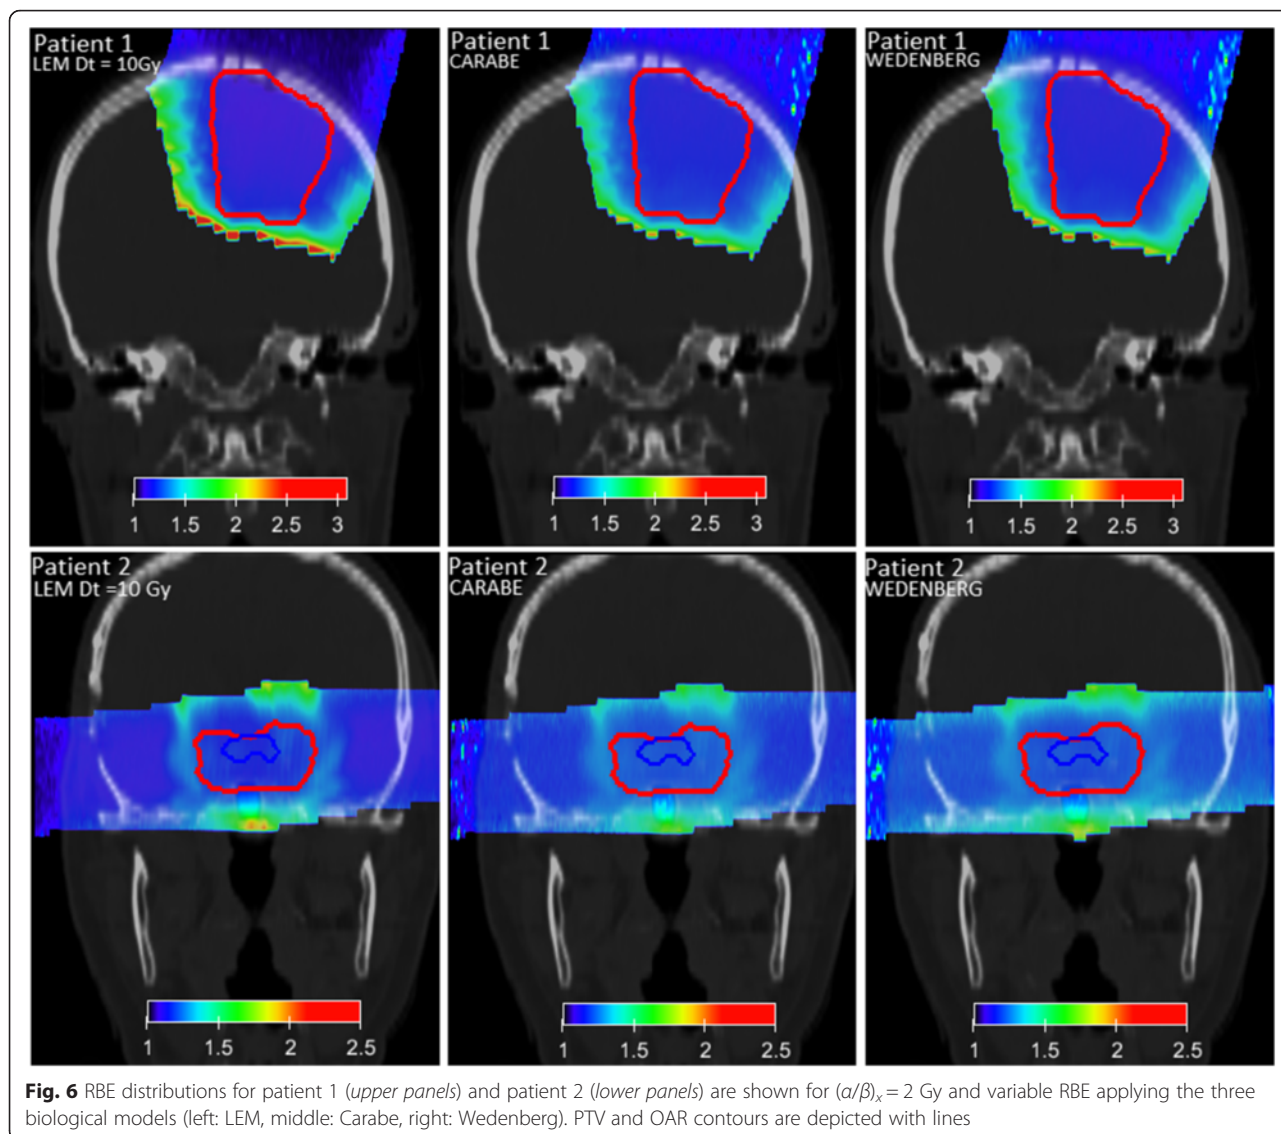 Patient 1
LEM Dt = 10Gy
Patient 1
CARABE
Patient 1
WEDENBERG
1 1.5 2 2.5 3
1 1.5 2 2.5 3
1 1.5 2 2.5 3
Patient 2
LEM Dt =10 Gy
Patient 2
CARABE
Patient 2
WEDENBERG
1 1.5 2 2.5
1 1.5 2 2.5
1 1.5 2 2.5
Fig. 6 RBE distributions for patient 1 (upper panels) and patient 2 (lower panels) are shown for (α/β)x = 2 Gy and variable RBE applying the three
biological models (left: LEM, middle: Carabe, right: Wedenberg). PTV and OAR contours are depicted with lines